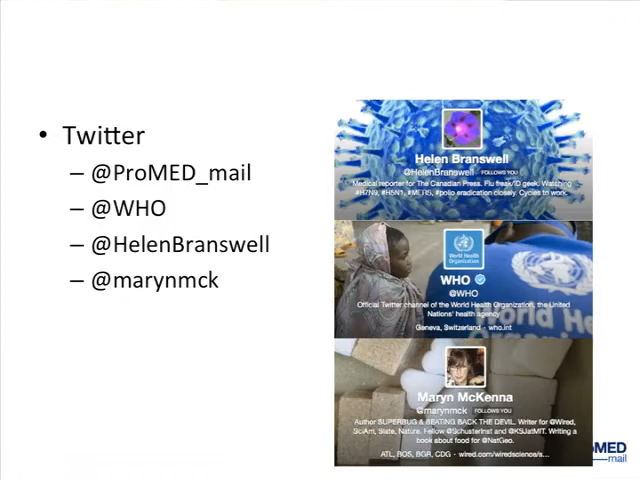 • Twitter
– @ProMED_mail
– @WHO
– @HelenBranswell
– @marynmck
Helen Branswell
@HelenBranswell FOLLOWS YOU
Medical reporter for The Canadian Press. Flu freak/ID geek. Watching
#H7N9, #H5N1, #MERS, #polio eradication closely. Cycles to work.
World Health
Organization
WHO
@WHO
Official Twitter channel of the World Health Organization, the United
Nations' health agency
Geneva, Switzerland · who.int
World He
Maryn McKenna
@marynmck FOLLOWS YOU
Author SUPERBUG & BEATING BACK THE DEVIL. Writer for @Wired,
SciAm, Slate, Nature. Fellow @SchusterInst and @KSJatMIT. Writing a
book about food for @NatGeo.
ATL, BOS, BGR, CDG · wired.com/wiredscience/s...
oMED
mail